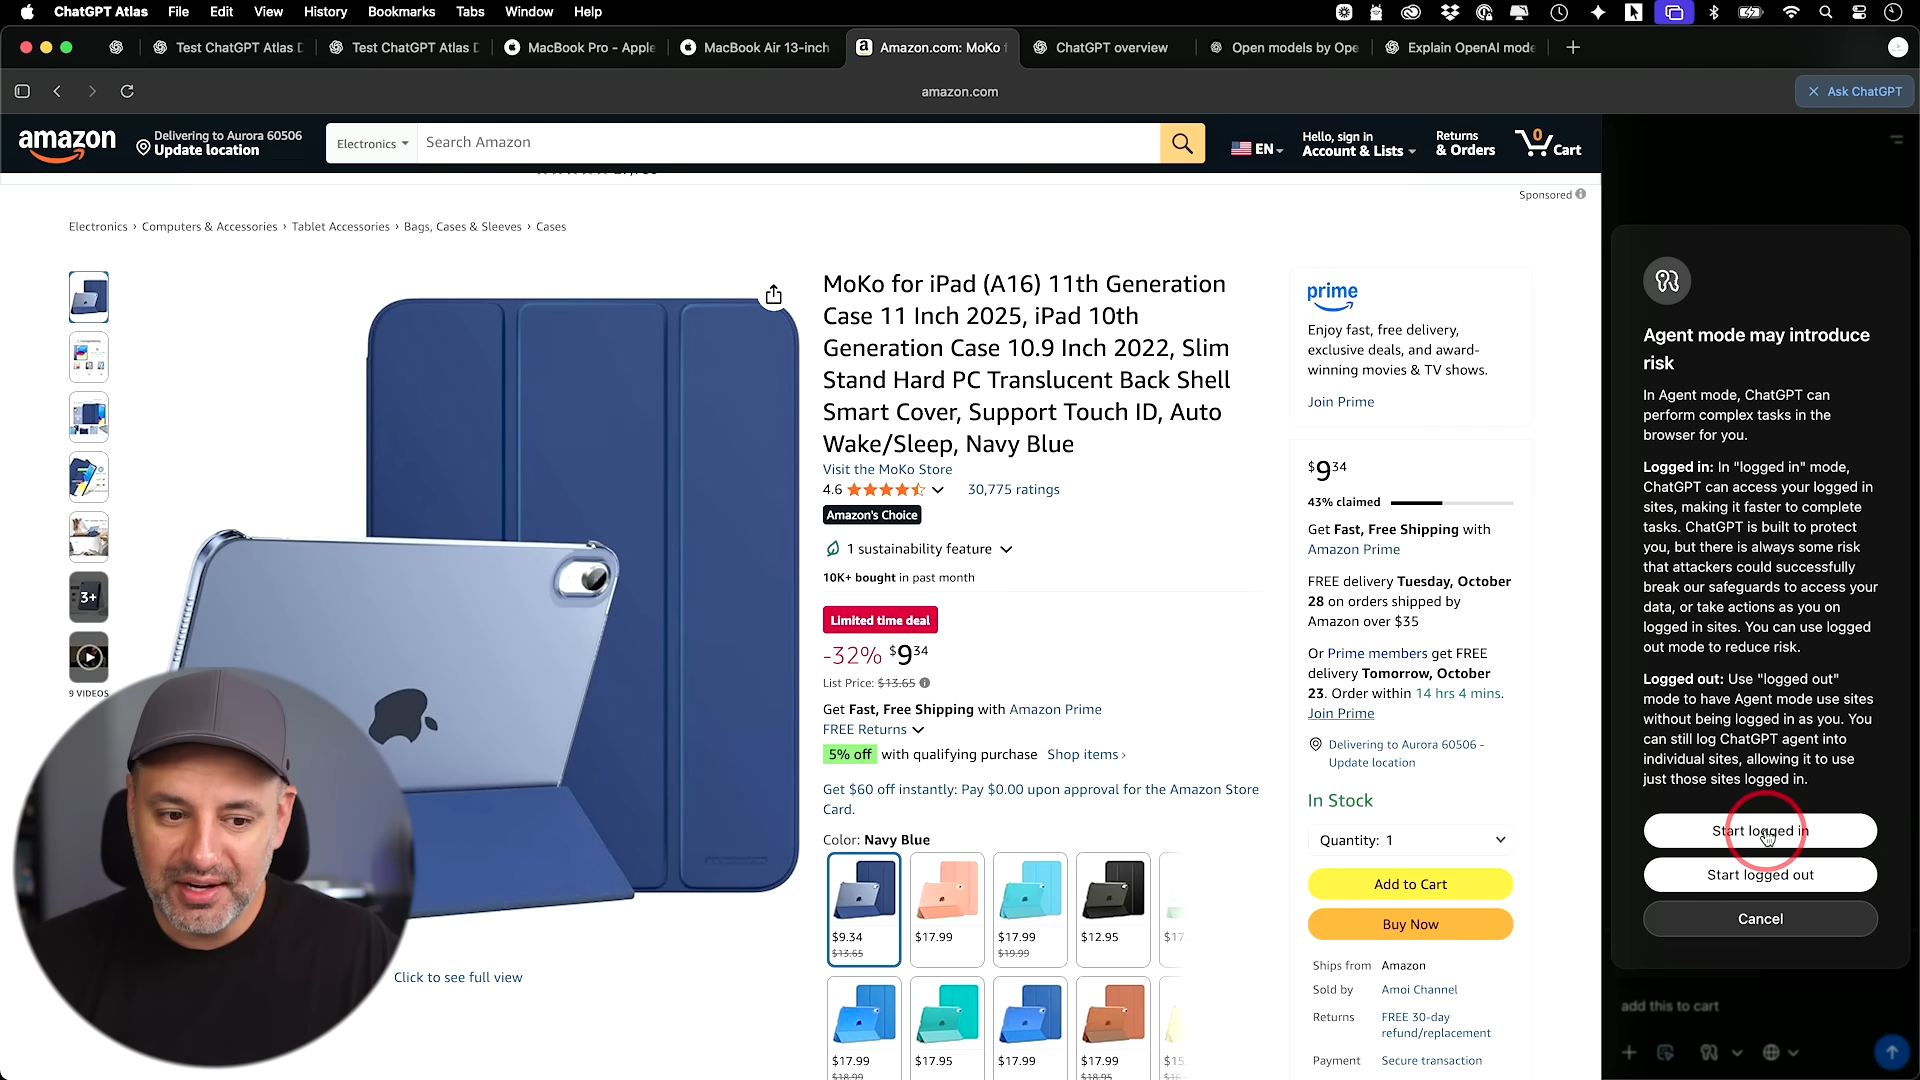 ChatGPT Atlas File Edit View History Bookmarks Tabs Window Help
Test ChatGPT Atlas
Test ChatGPT Atlas
MacBook Pro - Apple
MacBook Air 13-inch
Amazon.com: MoKo
ChatGPT overview
Open models by Ope
Explain OpenAI mode
amazon.com
Ask ChatGPT
amazon
Delivering to Aurora 60506
Update location
Electronics
Search Amazon
EN
Hello, sign in
Account & Lists
Returns
& Orders
0
Cart
Sponsored
Electronics › Computers & Accessories › Tablet Accessories › Bags, Cases & Sleeves › Cases
3+
9 VIDEOS
Click to see full view
MoKo for iPad (A16) 11th Generation
Case 11 Inch 2025, iPad 10th
Generation Case 10.9 Inch 2022, Slim
Stand Hard PC Translucent Back Shell
Smart Cover, Support Touch ID, Auto
Wake/Sleep, Navy Blue
Visit the MoKo Store
4.6 30,775 ratings
Amazon's Choice
1 sustainability feature
10K+ bought in past month
Limited time deal
-32% $9 34
List Price: $13.65
Get Fast, Free Shipping with Amazon Prime
FREE Returns
5% off with qualifying purchase Shop items ›
Get $60 off instantly: Pay $0.00 upon approval for the Amazon Store
Card.
Color: Navy Blue
$9.34 $17.99 $17.99 $12.95 $17.
$13.65 $19.99
$17.99 $17.95 $17.99 $17.99 $15.
$18.99 $18.95
prime
Enjoy fast, free delivery,
exclusive deals, and award-
winning movies & TV shows.
Join Prime
$9 34
43% claimed
Get Fast, Free Shipping with
Amazon Prime
FREE delivery Tuesday, October
28 on orders shipped by
Amazon over $35
Or Prime members get FREE
delivery Tomorrow, October
23. Order within 14 hrs 4 mins.
Join Prime
Delivering to Aurora 60506 -
Update location
In Stock
Quantity: 1
Add to Cart
Buy Now
Ships from Amazon
Sold by Amoi Channel
Returns FREE 30-day
refund/replacement
Payment Secure transaction
Agent mode may introduce
risk
In Agent mode, ChatGPT can
perform complex tasks in the
browser for you.
Logged in: In "logged in" mode,
ChatGPT can access your logged in
sites, making it faster to complete
tasks. ChatGPT is built to protect
you, but there is always some risk
that attackers could successfully
break our safeguards to access your
data, or take actions as you on
logged in sites. You can use logged
out mode to reduce risk.
Logged out: Use "logged out"
mode to have Agent mode use sites
without being logged in as you. You
can still log ChatGPT agent into
individual sites, allowing it to use
just those sites logged in.
Start logged in
Start logged out
Cancel
add this to cart